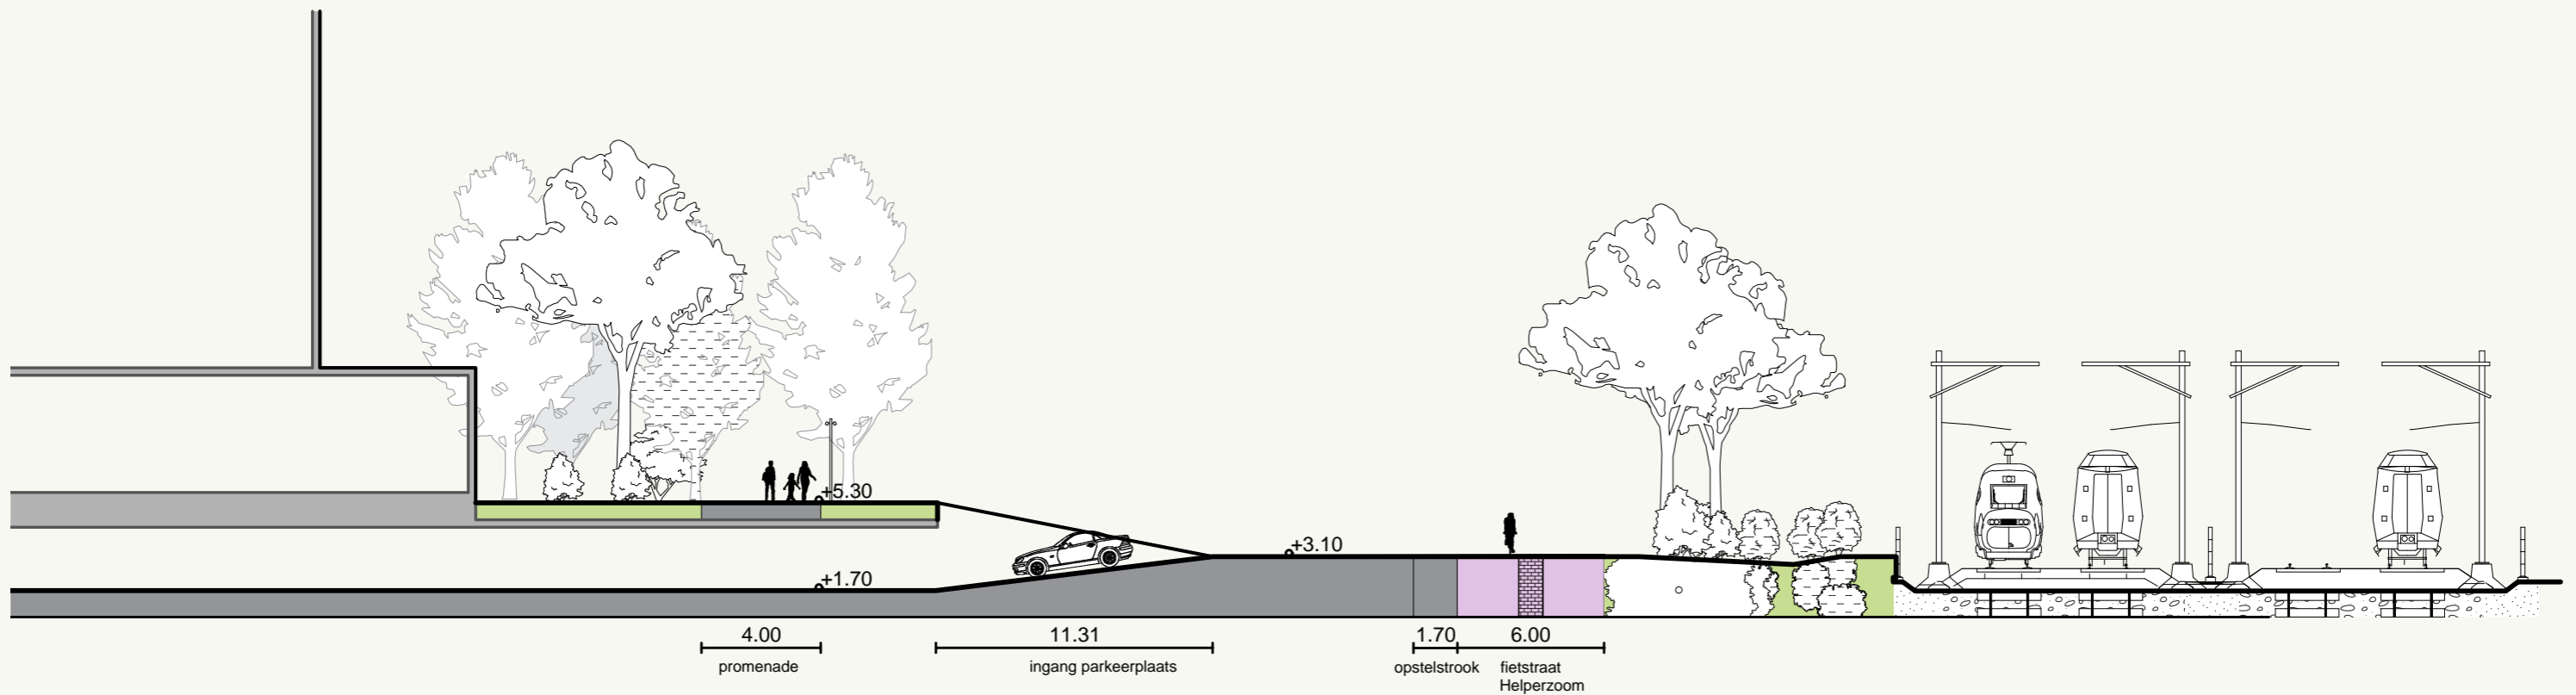 +5.30
+3.10
+1.70
4.00
11.31
1.70
6.00
promenade
ingang parkeerplaats
opstelstrook
fietstraat
Helperzoom